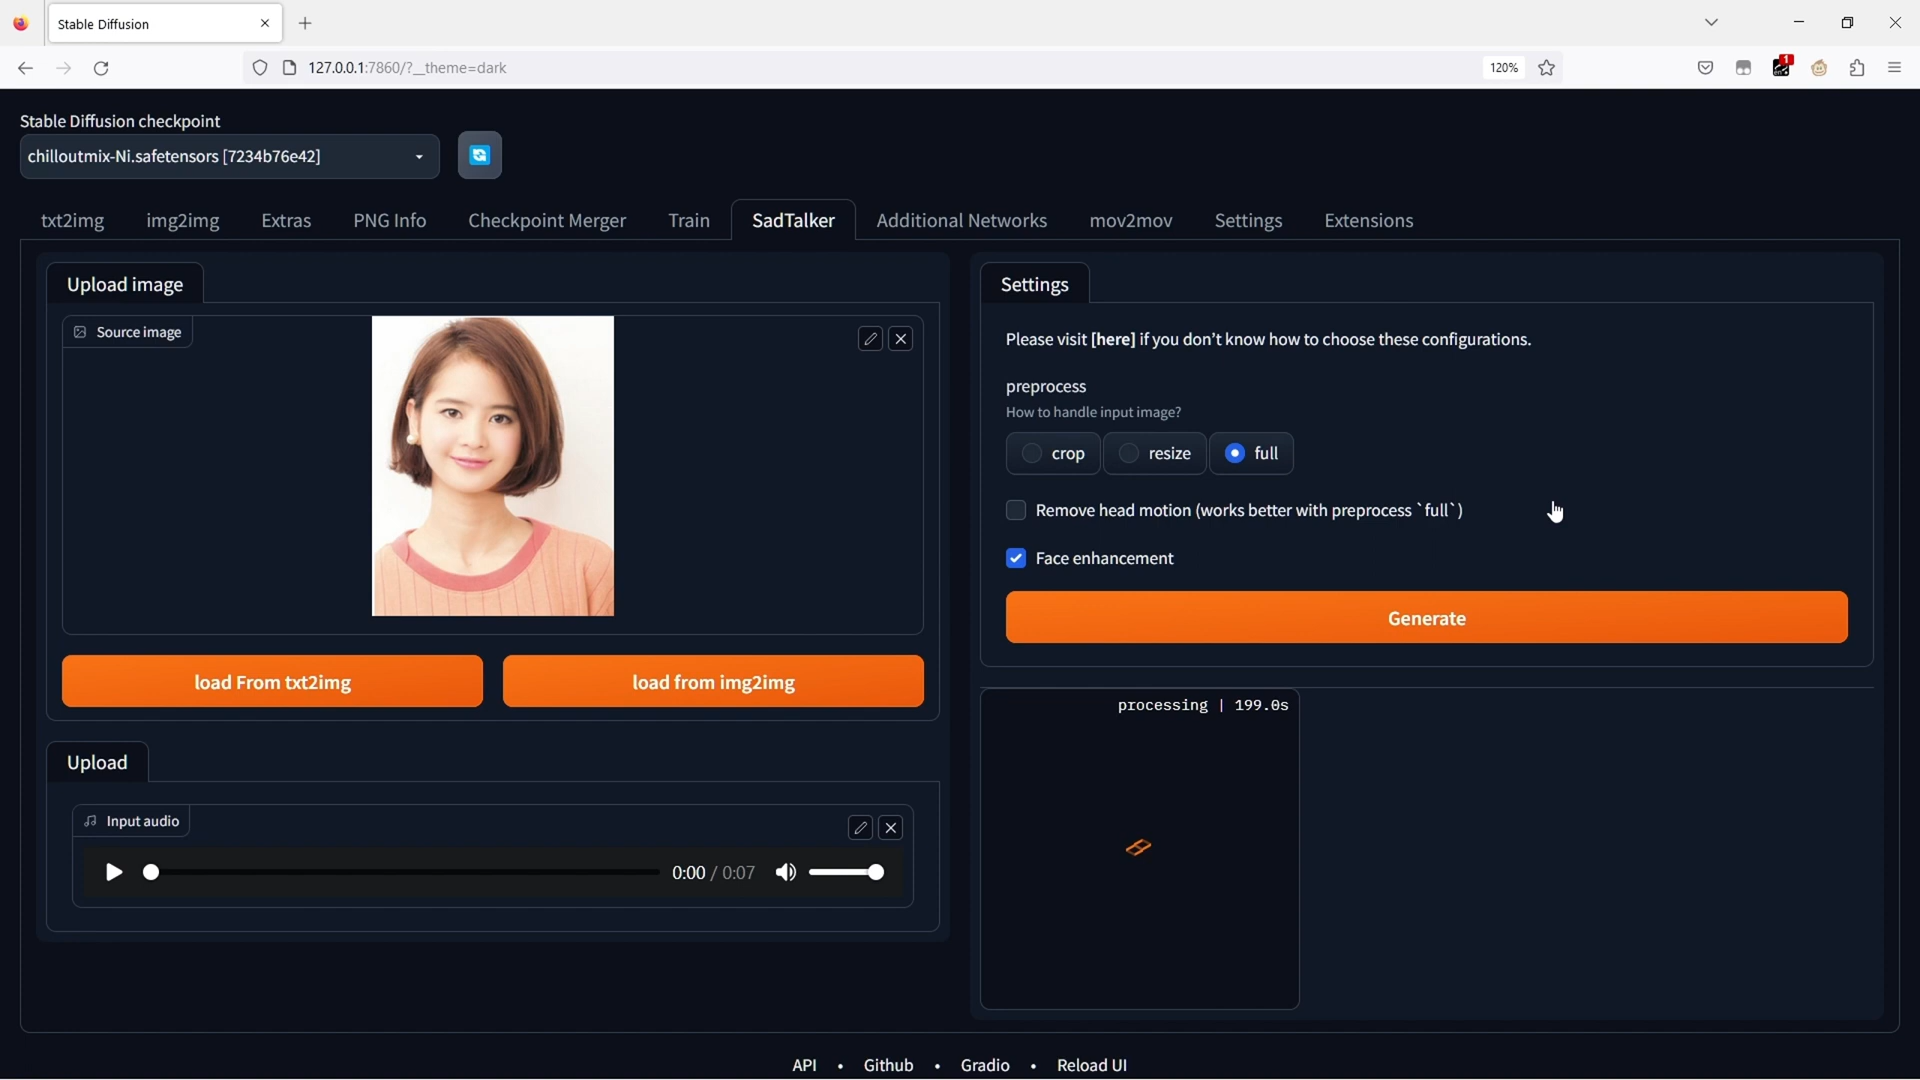 Stable Diffusion
127.0.0.1:7860/?__theme=dark
120%
1
Stable Diffusion checkpoint
chilloutmix-Ni.safetensors [7234b76e42]
txt2img img2img Extras PNG Info Checkpoint Merger Train SadTalker Additional Networks mov2mov Settings Extensions
Upload image
Source image
load From txt2img
load from img2img
Upload
Input audio
0:00 / 0:07
Settings
Please visit [here] if you don't know how to choose these configurations.
preprocess
How to handle input image?
crop resize full
Remove head motion (works better with preprocess `full`)
Face enhancement
Generate
processing | 199.0s
API • Github • Gradio • Reload UI